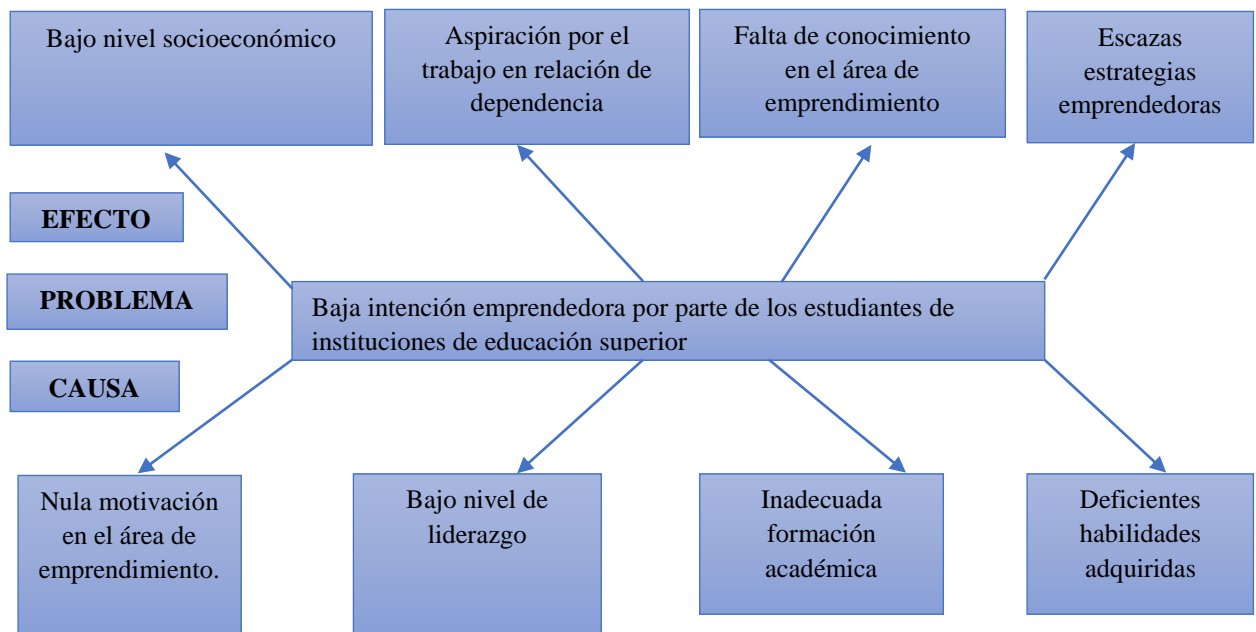 Bajo nivel socioeconómico
Aspiración por el
trabajo en relación de
dependencia
Falta de conocimiento
en el área de
emprendimiento
Escazas
estrategias
emprendedoras
EFECTO
PROBLEMA
Baja intención emprendedora por parte de los estudiantes de
instituciones de educación superior
CAUSA
Nula motivación
en el área de
emprendimiento.
Bajo nivel de
liderazgo
Inadecuada
formación
académica
Deficientes
habilidades
adquiridas